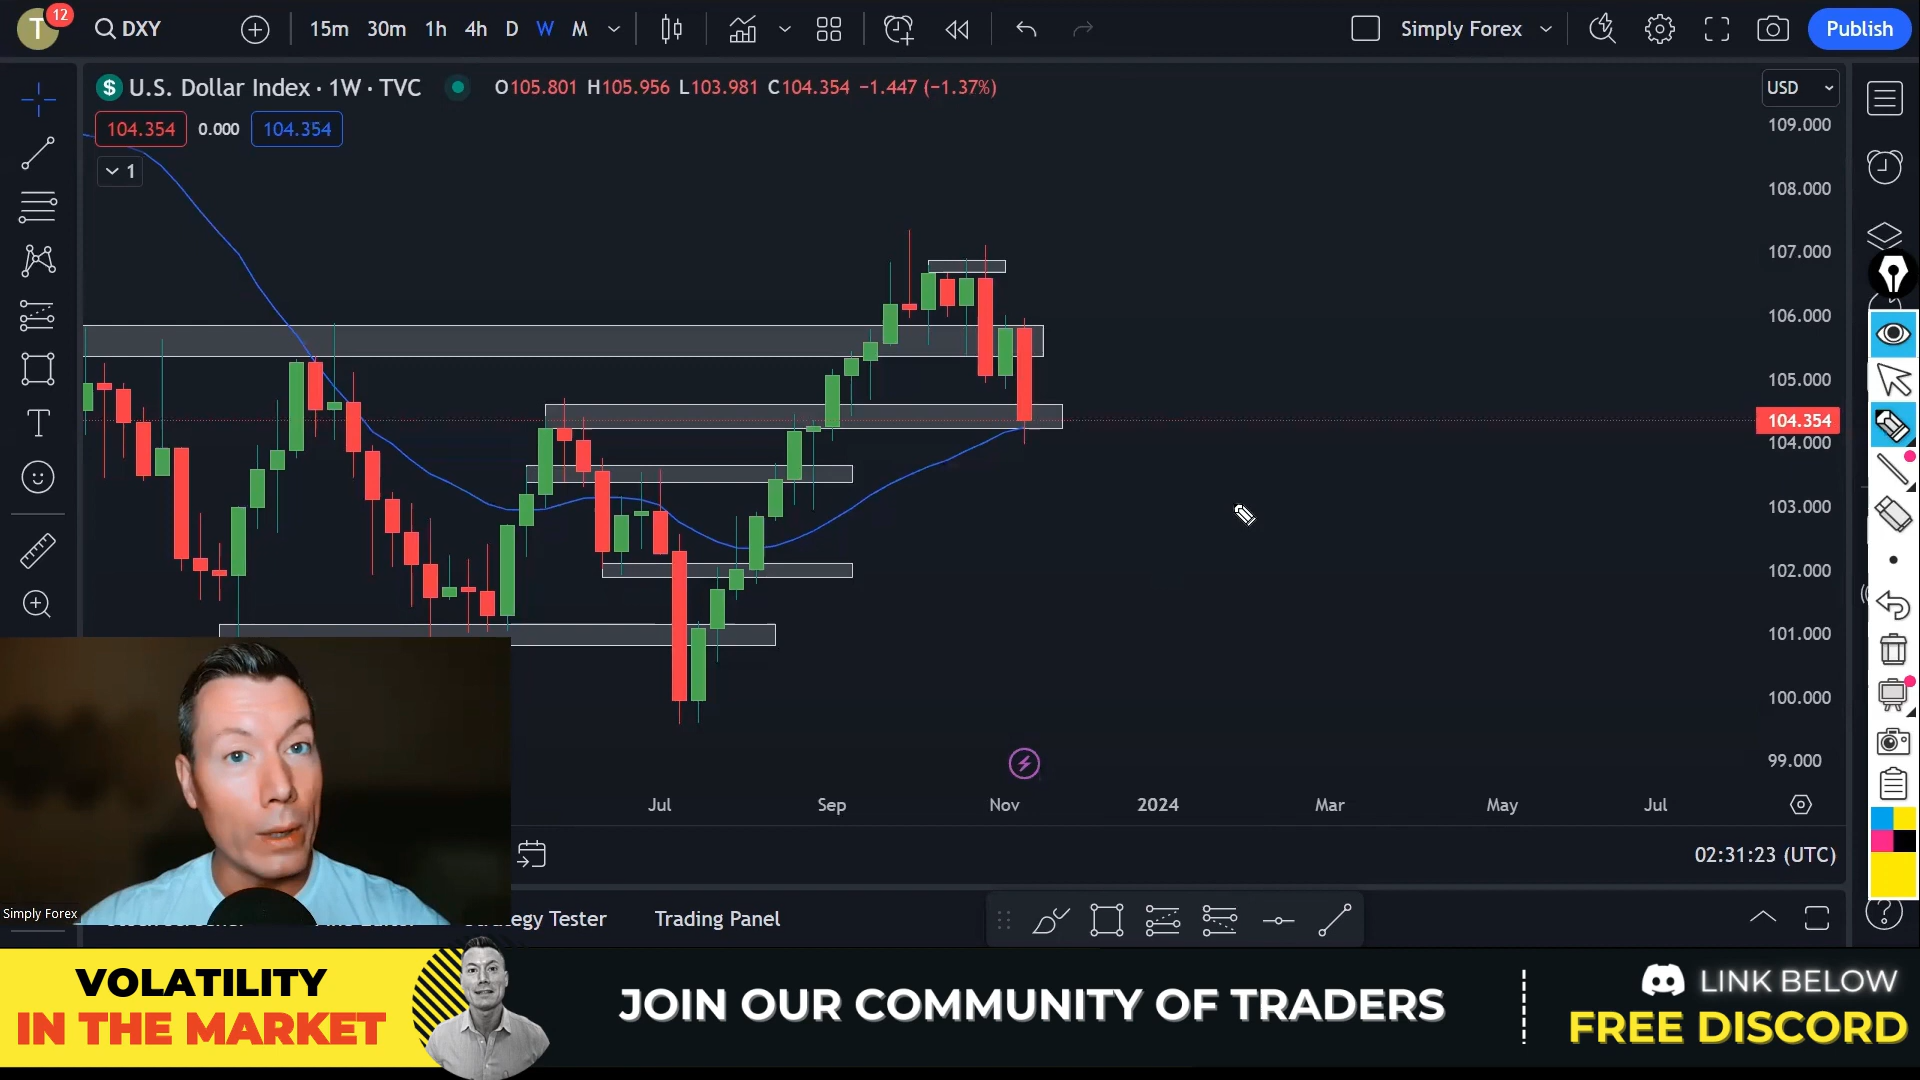 T
12
DXY
15m 30m 1h 4h D W M
Simply Forex
Publish
$ U.S. Dollar Index · 1W · TVC
O105.801 H105.956 L103.981 C104.354 −1.447 (−1.37%)
USD
104.354 0.000 104.354
1
109.000
108.000
107.000
106.000
105.000
104.354
104.000
103.000
102.000
101.000
100.000
99.000
Jul Sep Nov 2024 Mar May Jul
02:31:23 (UTC)
Simply Forex
Tester
Trading Panel
VOLATILITY
IN THE MARKET
JOIN OUR COMMUNITY OF TRADERS
LINK BELOW
FREE DISCORD